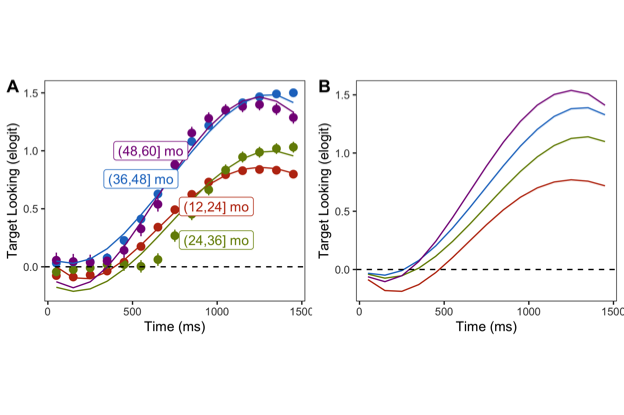 A
B
Target Looking (elogit)
1.5
1.0
0.5
0.0
(48,60] mo
(36,48] mo
(12,24] mo
(24,36] mo
0
500
1000
1500
Time (ms)
Target Looking (elogit)
1.5
1.0
0.5
0.0
0
500
1000
1500
Time (ms)